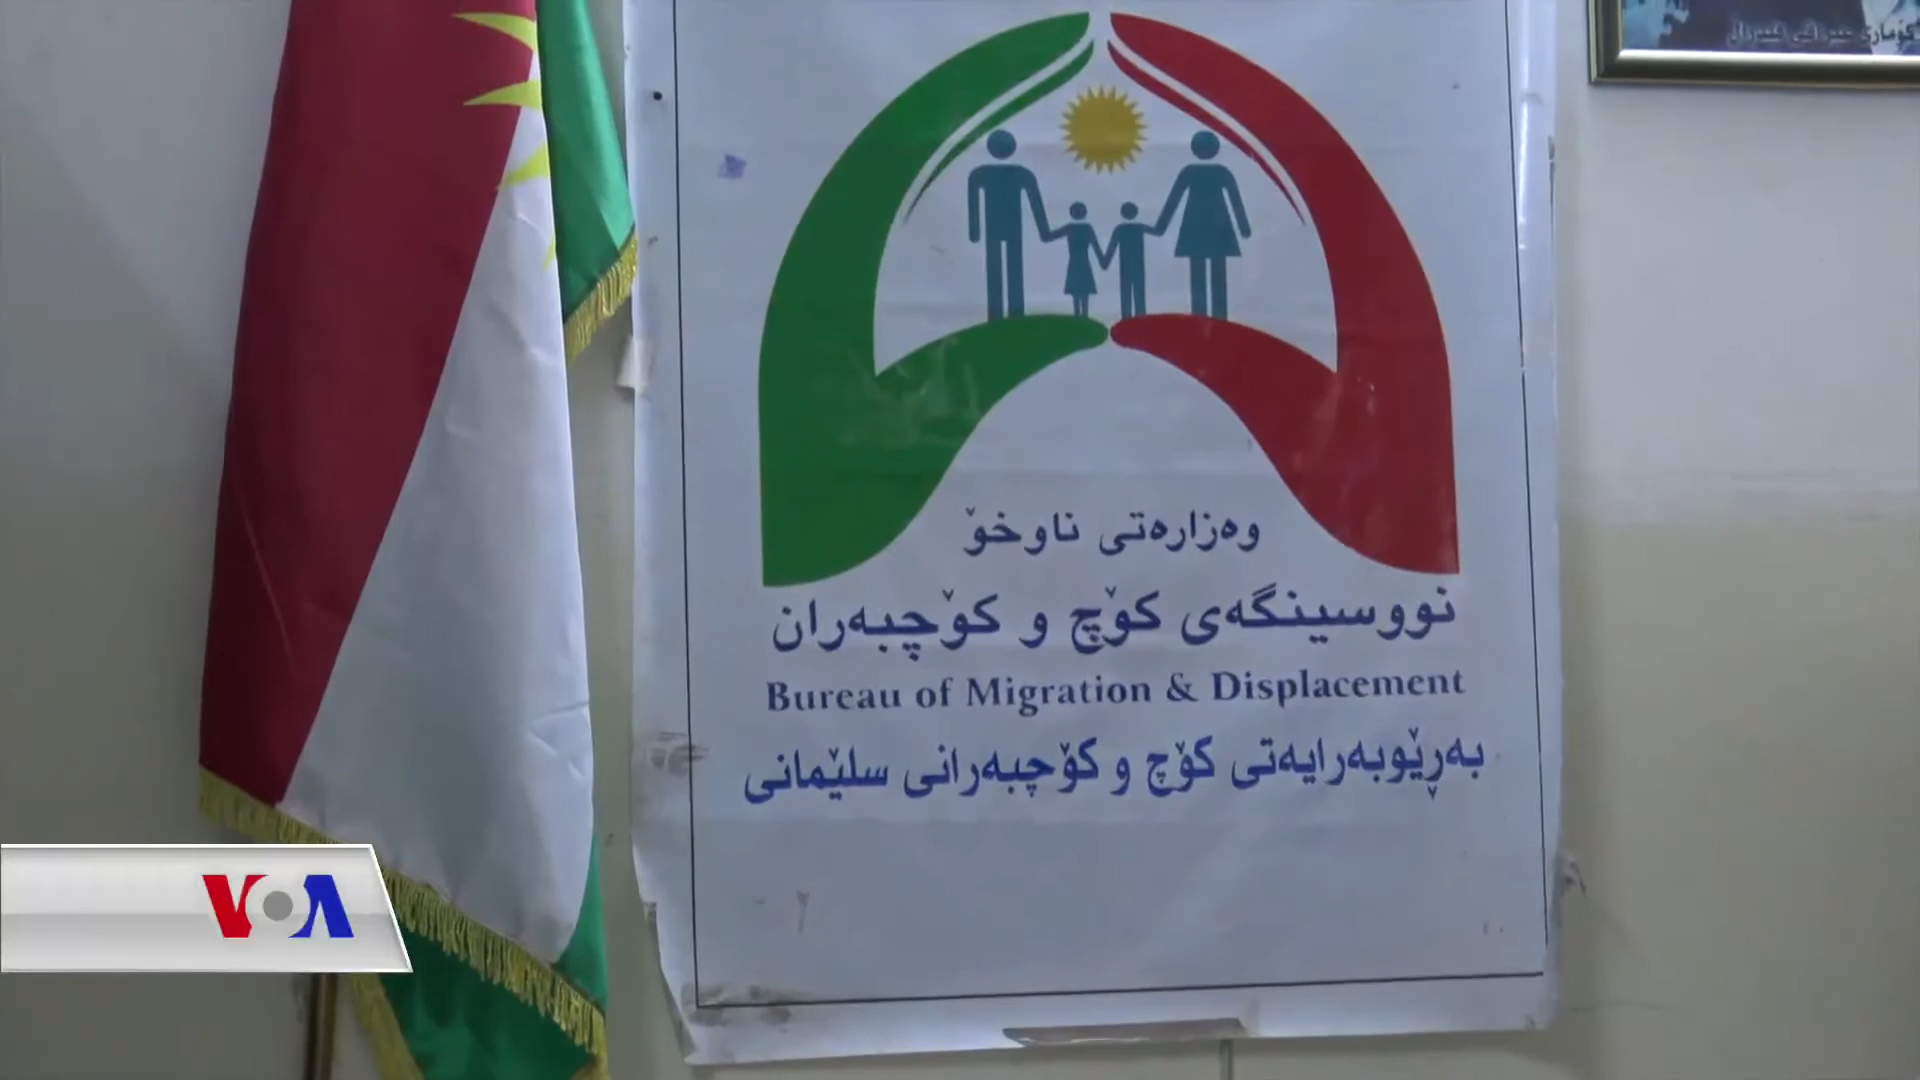 وەزارەتی ناوخۆ
نووسینگەی کۆچ و کۆچبەران
Bureau of Migration & Displacement
بەڕێوبەرایەتی کۆچ و کۆچبەرانی سلێمانی
VOA